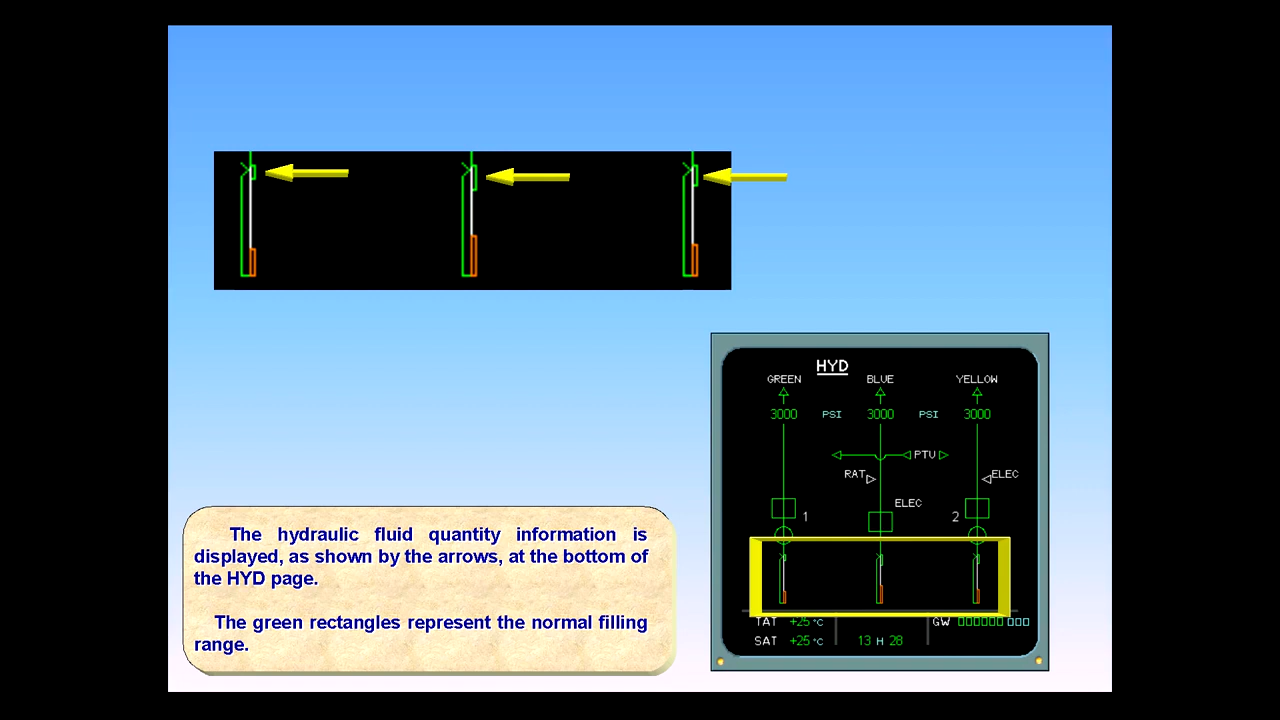 HYD
GREEN BLUE YELLOW
3000 PSI 3000 PSI 3000
PTU
RAT ELEC
ELEC
1 2
The hydraulic fluid quantity information is
displayed, as shown by the arrows, at the bottom of
the HYD page.
The green rectangles represent the normal filling
range.
TAT +25 °C GW
SAT +25 °C 13 H 28